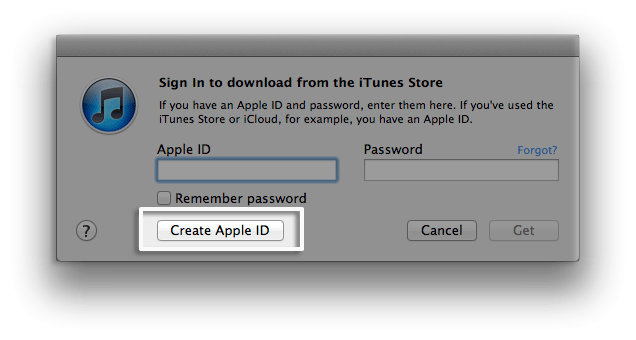 Sign In to download from the iTunes Store
If you have an Apple ID and password, enter them here. If you've used the
iTunes Store or iCloud, for example, you have an Apple ID.
Apple ID
Password
Forgot?
Remember password
?
Create Apple ID
Cancel
Get